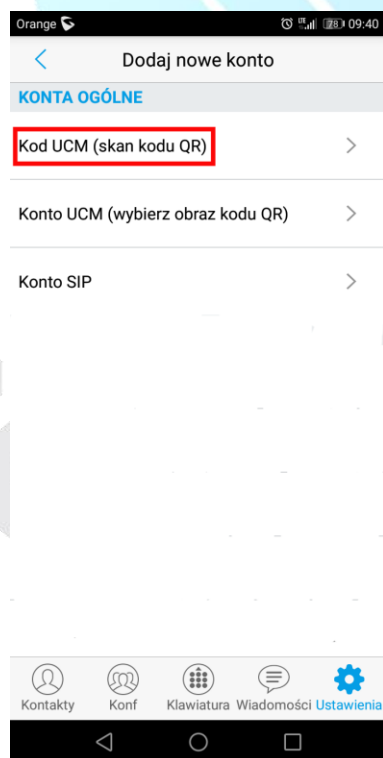 Orange 28 09:40
Dodaj nowe konto
KONTA OGÓLNE
Kod UCM (skan kodu QR)
Konto UCM (wybierz obraz kodu QR)
Konto SIP
Kontakty Konf Klawiatura Wiadomości Ustawienia